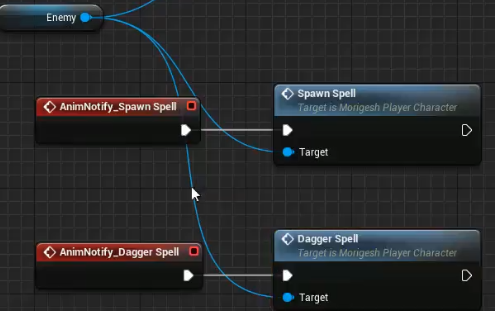 Enemy
AnimNotify_Spawn Spell
Spawn Spell
Target is Morigesh Player Character
Target
AnimNotify_Dagger Spell
Dagger Spell
Target is Morigesh Player Character
Target